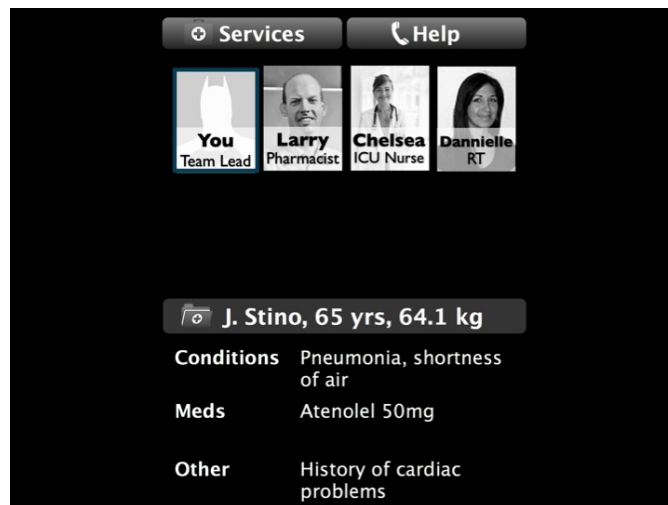 Services
Help
You
Team Lead
Larry
Pharmacist
Chelsea
ICU Nurse
Dannielle
RT
J. Stino, 65 yrs, 64.1 kg
Conditions Pneumonia, shortness
of air
Meds Atenolel 50mg
Other History of cardiac
problems